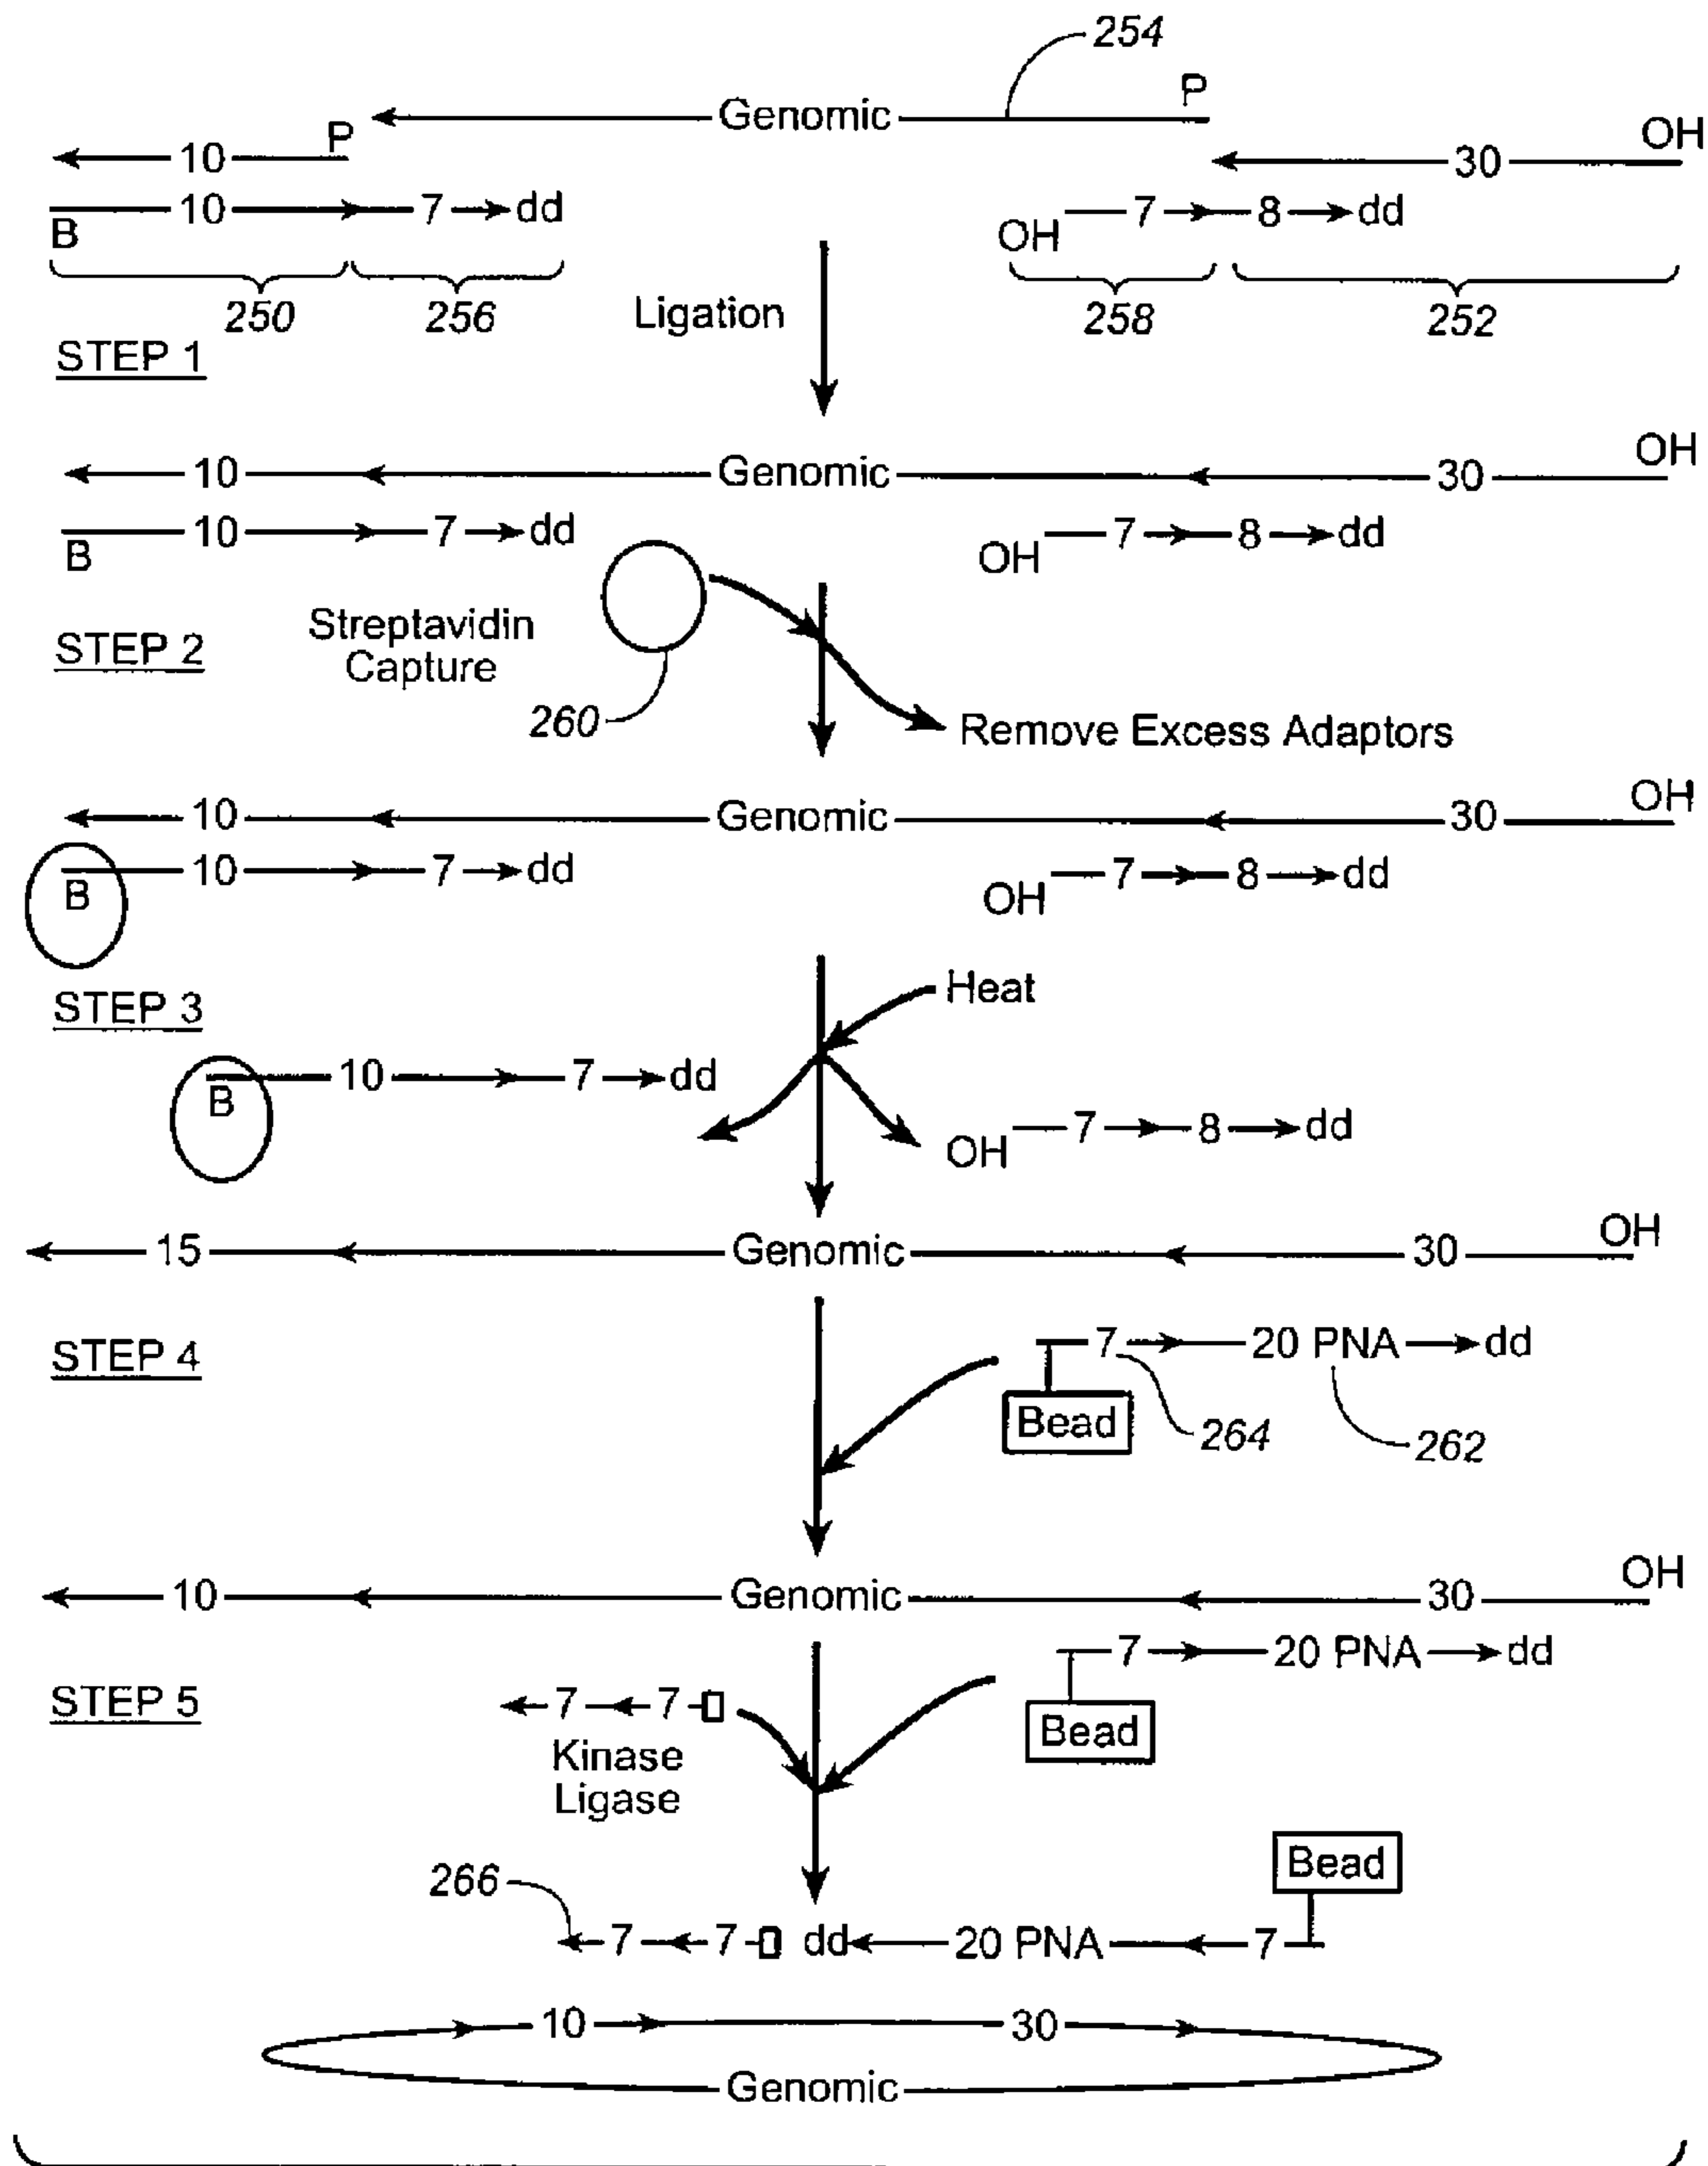 254
Genomic
P
10
P
30
OH
B
10
7
dd
OH
7
8
dd
250
256
Ligation
258
252
STEP 1
10
Genomic
30
OH
B
10
7
dd
OH
7
8
dd
STEP 2
Streptavidin
Capture
260
Remove Excess Adaptors
10
Genomic
30
OH
B
10
7
dd
OH
7
8
dd
STEP 3
Heat
B
10
7
dd
OH
7
8
dd
15
Genomic
30
OH
STEP 4
7
20 PNA
dd
Bead
264
262
10
Genomic
30
OH
7
20 PNA
dd
Bead
STEP 5
7
7
Kinase
Ligase
Bead
266
7
7
dd
20 PNA
7
10
30
Genomic